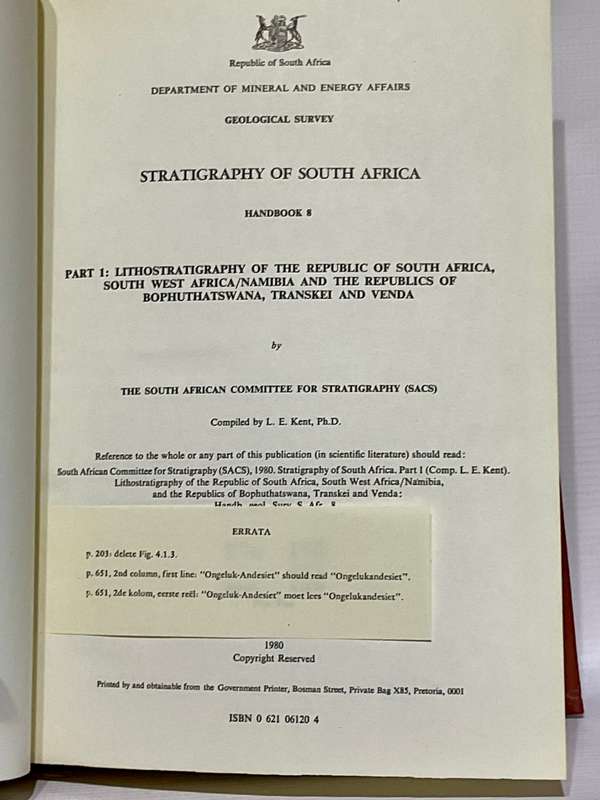 Republic of South Africa
DEPARTMENT OF MINERAL AND ENERGY AFFAIRS
GEOLOGICAL SURVEY
STRATIGRAPHY OF SOUTH AFRICA
HANDBOOK 8
PART 1: LITHOSTRATIGRAPHY OF THE REPUBLIC OF SOUTH AFRICA,
SOUTH WEST AFRICA/NAMIBIA AND THE REPUBLICS OF
BOPHUTHATSWANA, TRANSKEI AND VENDA
by
THE SOUTH AFRICAN COMMITTEE FOR STRATIGRAPHY (SACS)
Compiled by L. E. Kent, Ph.D.
Reference to the whole or any part of this publication (in scientific literature) should read:
South African Committee for Stratigraphy (SACS), 1980. Stratigraphy of South Africa. Part 1 (Comp. L. E. Kent).
Lithostratigraphy of the Republic of South Africa, South West Africa/Namibia,
and the Republics of Bophuthatswana, Transkei and Venda:
Handb. geol. Surv. S. Afr., 8
ERRATA
p. 203: delete Fig. 4.1.3.
p. 651, 2nd column, first line: "Ongeluk-Andesiet" should read "Ongelukandesiet".
p. 651, 2de kolom, eerste reël: "Ongeluk-Andesiet" moet lees "Ongelukandesiet".
1980
Copyright Reserved
Printed by and obtainable from the Government Printer, Bosman Street, Private Bag X85, Pretoria, 0001
ISBN 0 621 06120 4